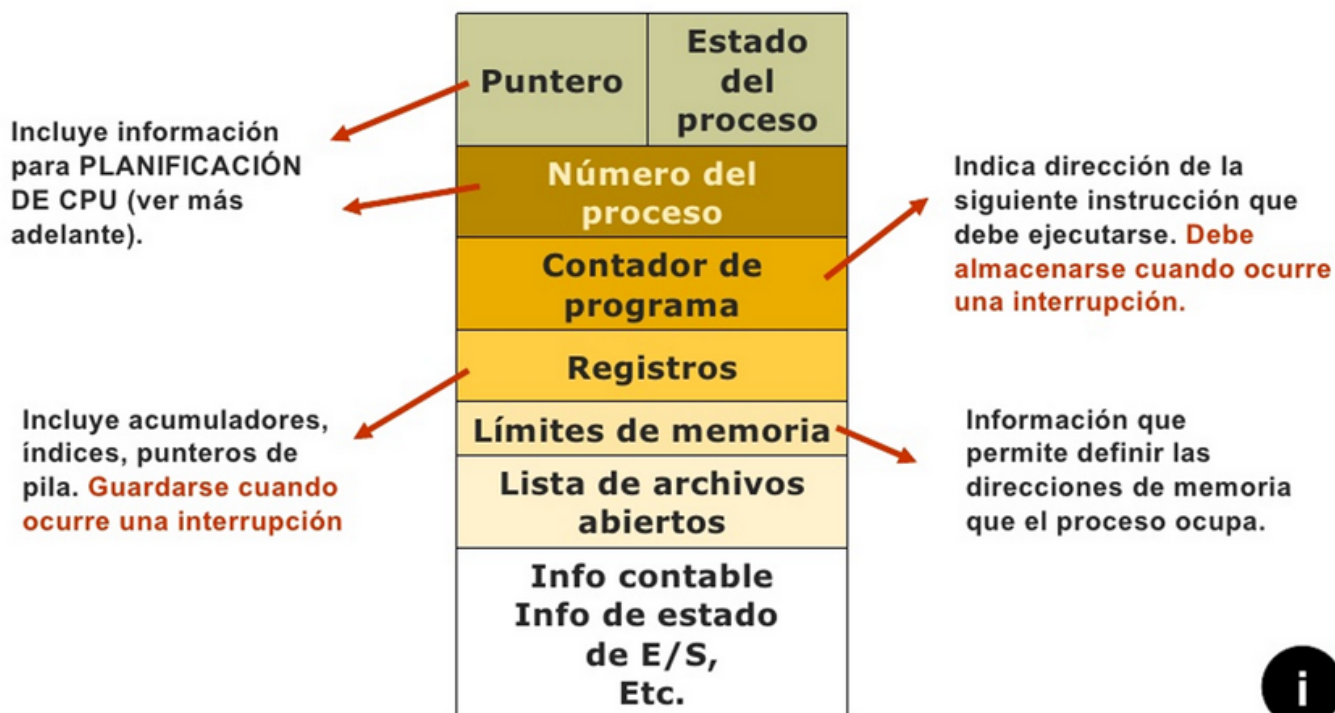 Puntero
Estado
del
proceso
Incluye información
para PLANIFICACIÓN
DE CPU (ver más
adelante).
Número del
proceso
Indica dirección de la
siguiente instrucción que
debe ejecutarse. Debe
almacenarse cuando ocurre
una interrupción.
Contador de
programa
Registros
Incluye acumuladores,
índices, punteros de
pila. Guardarse cuando
ocurre una interrupción
Límites de memoria
Información que
permite definir las
direcciones de memoria
que el proceso ocupa.
Lista de archivos
abiertos
Info contable
Info de estado
de E/S,
Etc.
i